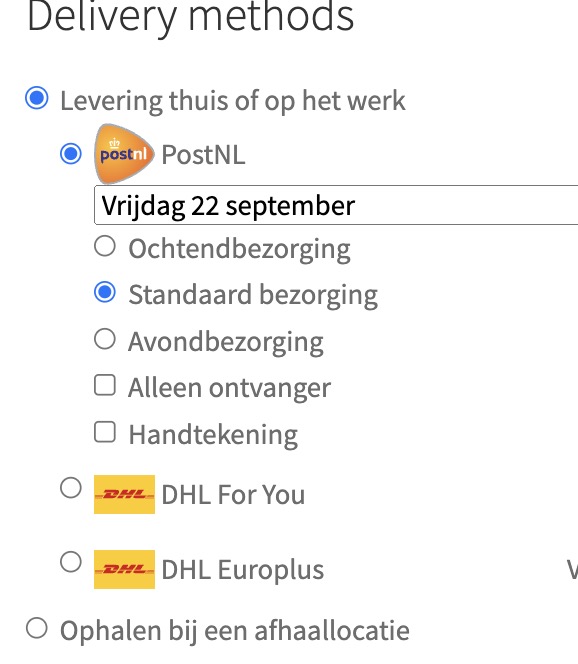 Delivery methods
Levering thuis of op het werk
postnl PostNL
Vrijdag 22 september
Ochtendbezorging
Standaard bezorging
Avondbezorging
Alleen ontvanger
Handtekening
DHL DHL For You
DHL DHL Europlus
Ophalen bij een afhaallocatie